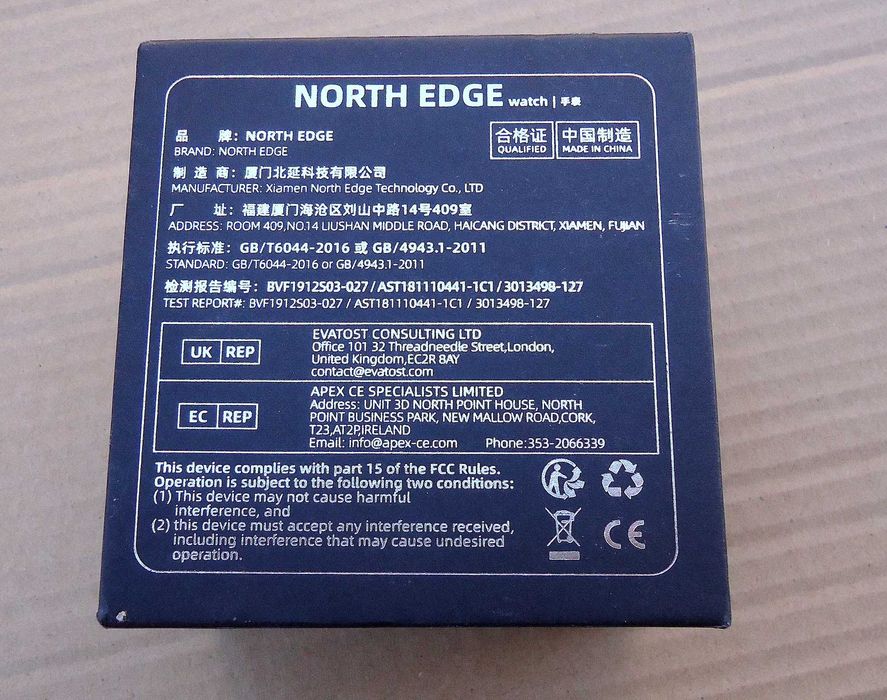 NORTH EDGE watch | 手表
品 牌：NORTH EDGE
BRAND: NORTH EDGE
合格证
QUALIFIED
中国制造
MADE IN CHINA
制 造 商：厦门北延科技有限公司
MANUFACTURER: Xiamen North Edge Technology Co., LTD
厂 址：福建厦门海沧区刘山中路14号409室
ADDRESS: ROOM 409,NO.14 LIUSHAN MIDDLE ROAD, HAICANG DISTRICT, XIAMEN, FUJIAN
执行标准：GB/T6044-2016 或 GB/4943.1-2011
STANDARD: GB/T6044-2016 or GB/4943.1-2011
检测报告编号：BVF1912S03-027 / AST181110441-1C1 / 3013498-127
TEST REPORT#: BVF1912S03-027 / AST181110441-1C1 / 3013498-127
UK REP
EVATOST CONSULTING LTD
Office 101 32 Threadneedle Street,London,
United Kingdom,EC2R 8AY
contact@evatost.com
EC REP
APEX CE SPECIALISTS LIMITED
Address: UNIT 3D NORTH POINT HOUSE, NORTH
POINT BUSINESS PARK, NEW MALLOW ROAD,CORK,
T23,AT2P,IRELAND
Email: info@apex-ce.com Phone:353-2066339
This device complies with part 15 of the FCC Rules.
Operation is subject to the following two conditions:
(1) This device may not cause harmful
interference, and
(2) this device must accept any interference received,
including interference that may cause undesired
operation.
CE